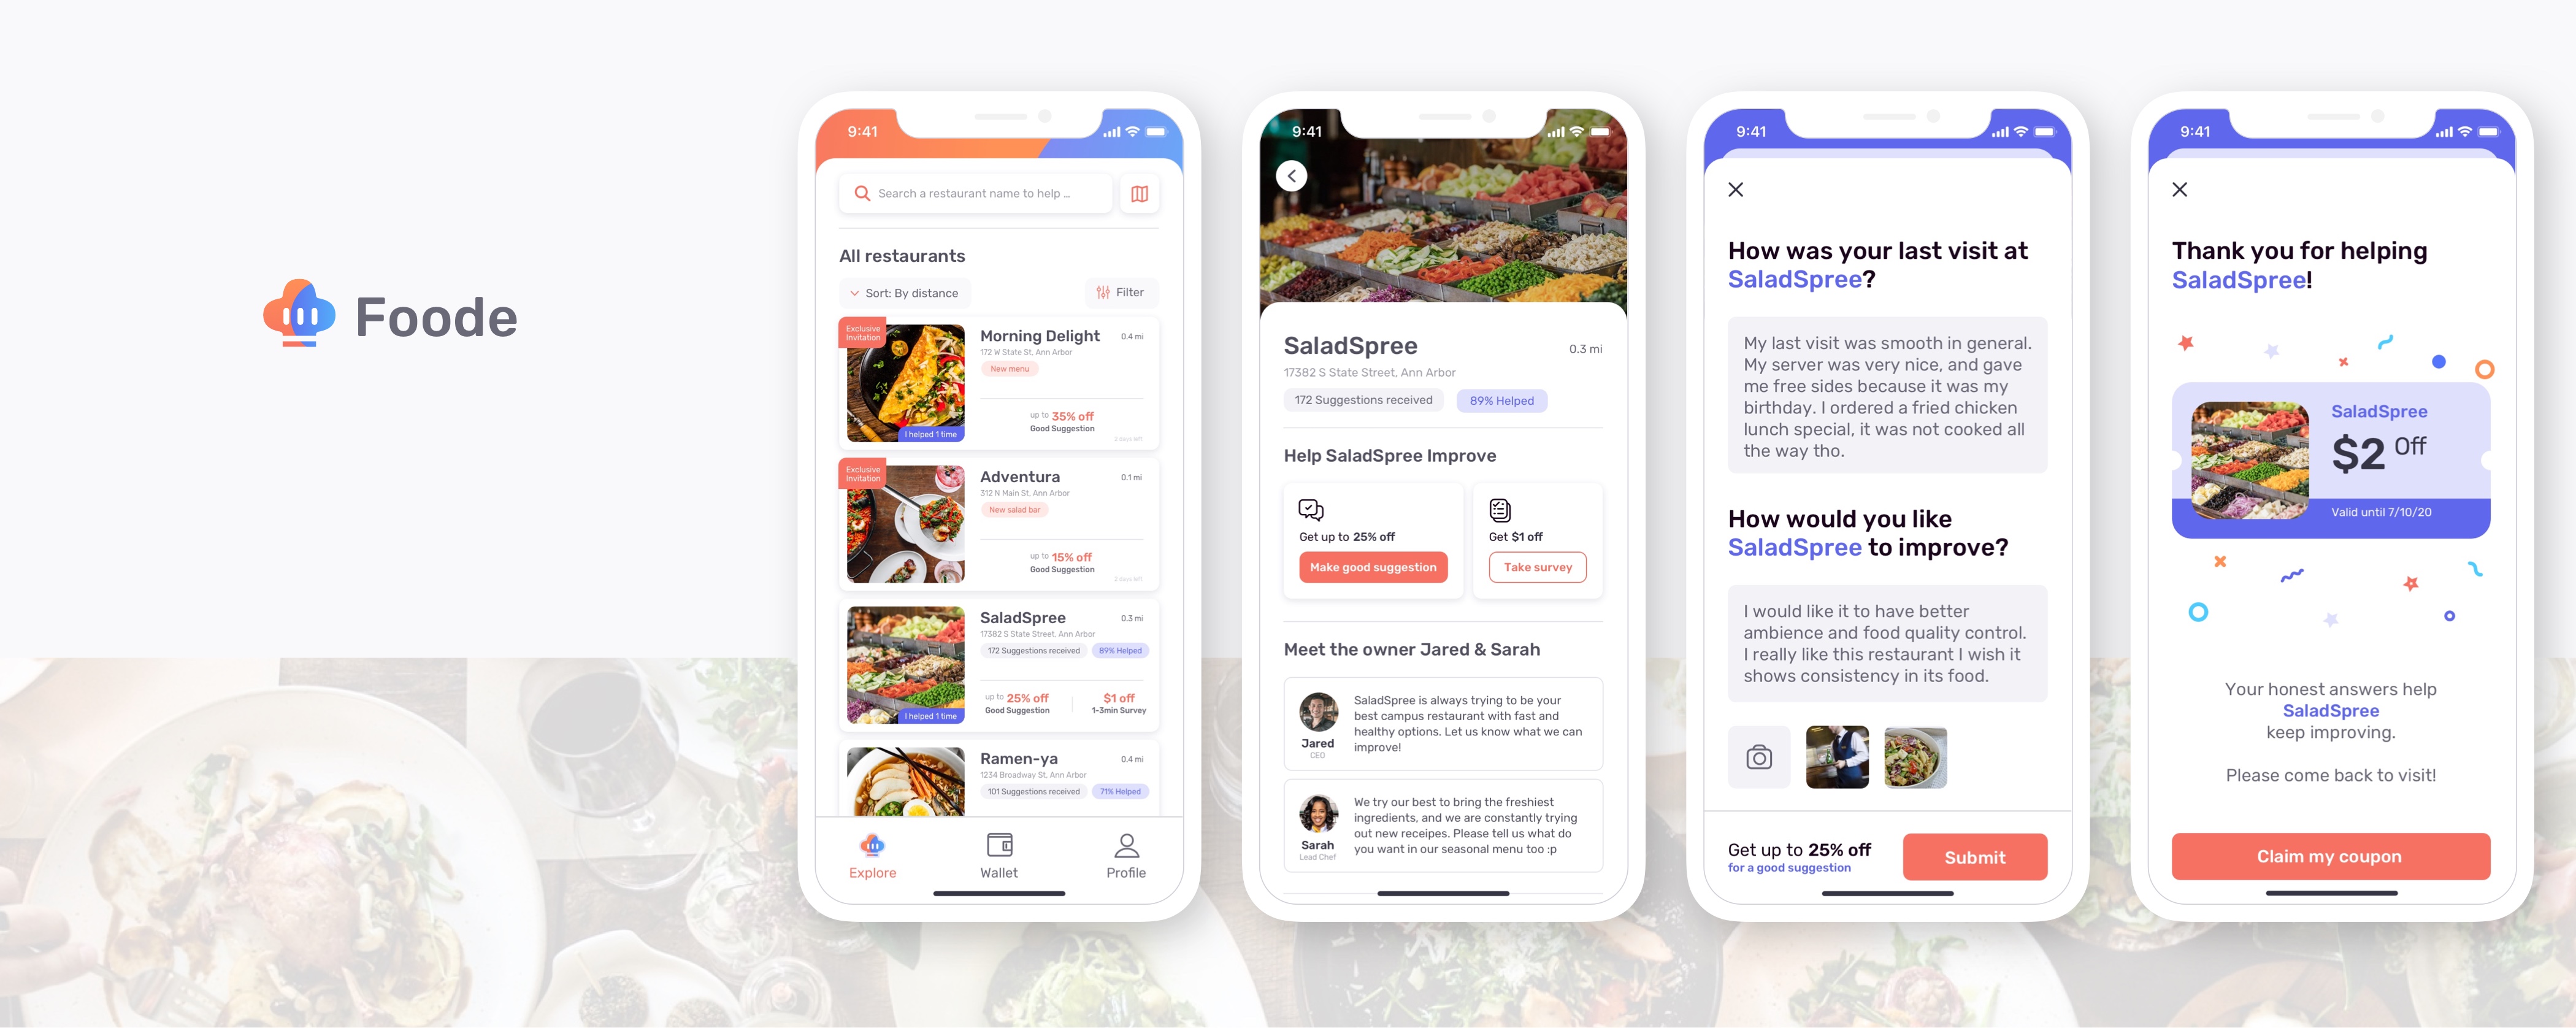 Foode
9:41
Search a restaurant name to help ...
All restaurants
Sort: By distance
Filter
Exclusive
Invitation
Morning Delight
0.4 mi
172 W State St, Ann Arbor
New menu
up to 35% off
Good Suggestion
2 days left
I helped 1 time
Exclusive
Invitation
Adventura
0.1 mi
312 N Main St, Ann Arbor
New salad bar
up to 15% off
Good Suggestion
2 days left
SaladSpree
0.3 mi
17382 S State Street, Ann Arbor
172 Suggestions received
89% Helped
up to 25% off
Good Suggestion
$1 off
1-3min Survey
I helped 1 time
Ramen-ya
0.4 mi
1234 Broadway St, Ann Arbor
101 Suggestions received
71% Helped
Explore
Wallet
Profile
9:41
SaladSpree
0.3 mi
17382 S State Street, Ann Arbor
172 Suggestions received
89% Helped
Help SaladSpree Improve
Get up to 25% off
Make good suggestion
Get $1 off
Take survey
Meet the owner Jared & Sarah
Jared
CEO
SaladSpree is always trying to be your
best campus restaurant with fast and
healthy options. Let us know what we can
improve!
Sarah
Lead Chef
We try our best to bring the freshiest
ingredients, and we are constantly trying
out new receipes. Please tell us what do
you want in our seasonal menu too :p
9:41
How was your last visit at
SaladSpree?
My last visit was smooth in general.
My server was very nice, and gave
me free sides because it was my
birthday. I ordered a fried chicken
lunch special, it was not cooked all
the way tho.
How would you like
SaladSpree to improve?
I would like it to have better
ambience and food quality control.
I really like this restaurant I wish it
shows consistency in its food.
Get up to 25% off
for a good suggestion
Submit
9:41
Thank you for helping
SaladSpree!
SaladSpree
$2 Off
Valid until 7/10/20
Your honest answers help
SaladSpree
keep improving.
Please come back to visit!
Claim my coupon